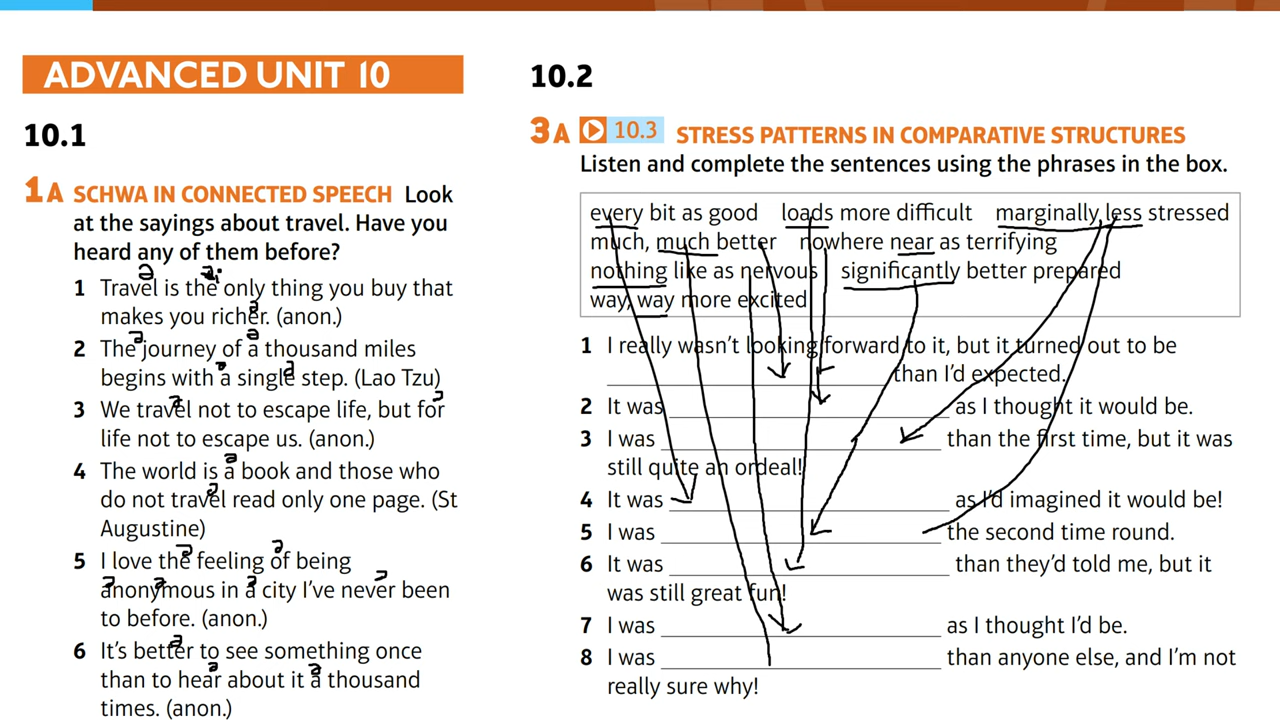 ADVANCED UNIT 10
10.1
1A SCHWA IN CONNECTED SPEECH Look
at the sayings about travel. Have you
heard any of them before?
1 Travel is the only thing you buy that
makes you richer. (anon.)
2 The journey of a thousand miles
begins with a single step. (Lao Tzu)
3 We travel not to escape life, but for
life not to escape us. (anon.)
4 The world is a book and those who
do not travel read only one page. (St
Augustine)
5 I love the feeling of being
anonymous in a city I've never been
to before. (anon.)
6 It's better to see something once
than to hear about it a thousand
times. (anon.)
10.2
3A 10.3 STRESS PATTERNS IN COMPARATIVE STRUCTURES
Listen and complete the sentences using the phrases in the box.
every bit as good loads more difficult marginally less stressed
much, much better nowhere near as terrifying
nothing like as nervous significantly better prepared
way, way more excited
1 I really wasn't looking forward to it, but it turned out to be
____ than I'd expected.
2 It was ____ as I thought it would be.
3 I was ____ than the first time, but it was
still quite an ordeal!
4 It was ____ as I'd imagined it would be!
5 I was ____ the second time round.
6 It was ____ than they'd told me, but it
was still great fun!
7 I was ____ as I thought I'd be.
8 I was ____ than anyone else, and I'm not
really sure why!